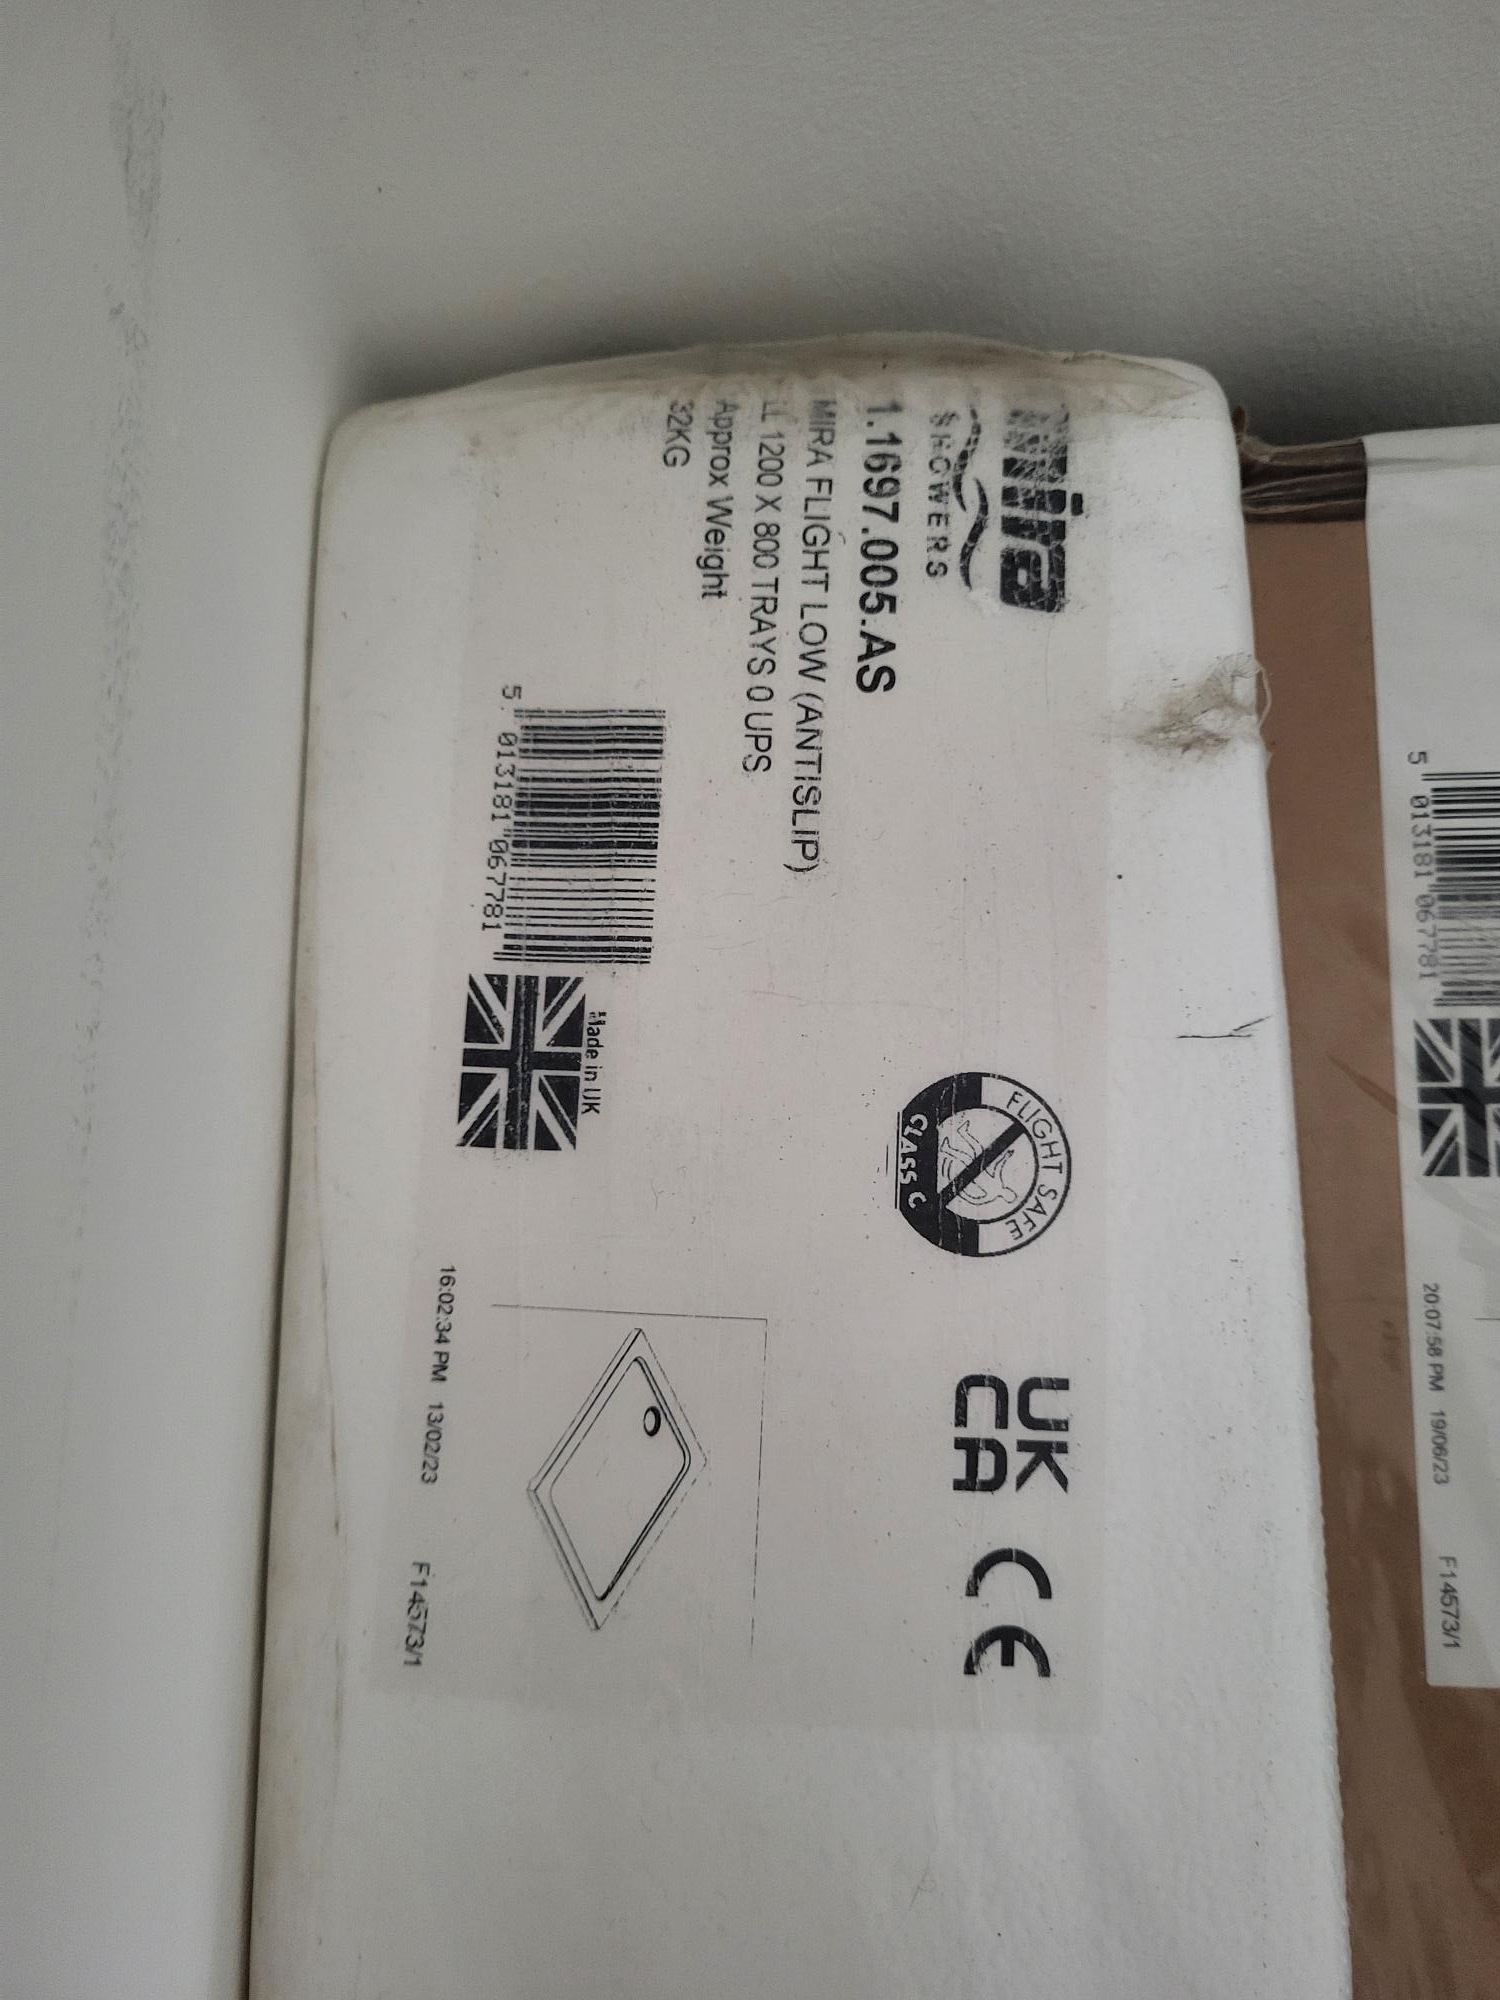 mira
SHOWERS
1.1697.005.AS
MIRA FLIGHT LOW (ANTISLIP)
LL 1200 X 800 TRAYS 0 UPS
Approx Weight
32KG
5 013181 067781
Made in UK
FLIGHT SAFE
CLASS C
UK
CA
CE
16:02:34 PM 13/02/23 F14573/1
5 013181 067781
20:07:58 PM 19/06/23 F14573/1